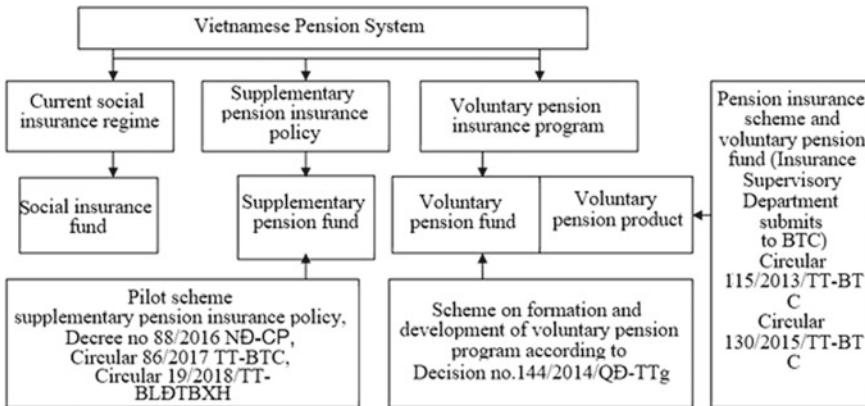 Vietnamese Pension System
Current social
insurance regime
Supplementary
pension insurance
policy
Voluntary pension
insurance program
Pension insurance
scheme and
voluntary pension
fund (Insurance
Supervisory
Department
submits
to BTC)
Circular
115/2013/TT-BT
C
Circular
130/2015/TT-BT
C
Social insurance
fund
Supplementary
pension fund
Voluntary
pension fund
Voluntary
pension product
Pilot scheme
supplementary pension insurance policy,
Decree no 88/2016 NĐ-CP,
Circular 86/2017 TT-BTC,
Circular 19/2018/TT-
BLĐTBXH
Scheme on formation and
development of voluntary pension
program according to
Decision no.144/2014/QĐ-TTg